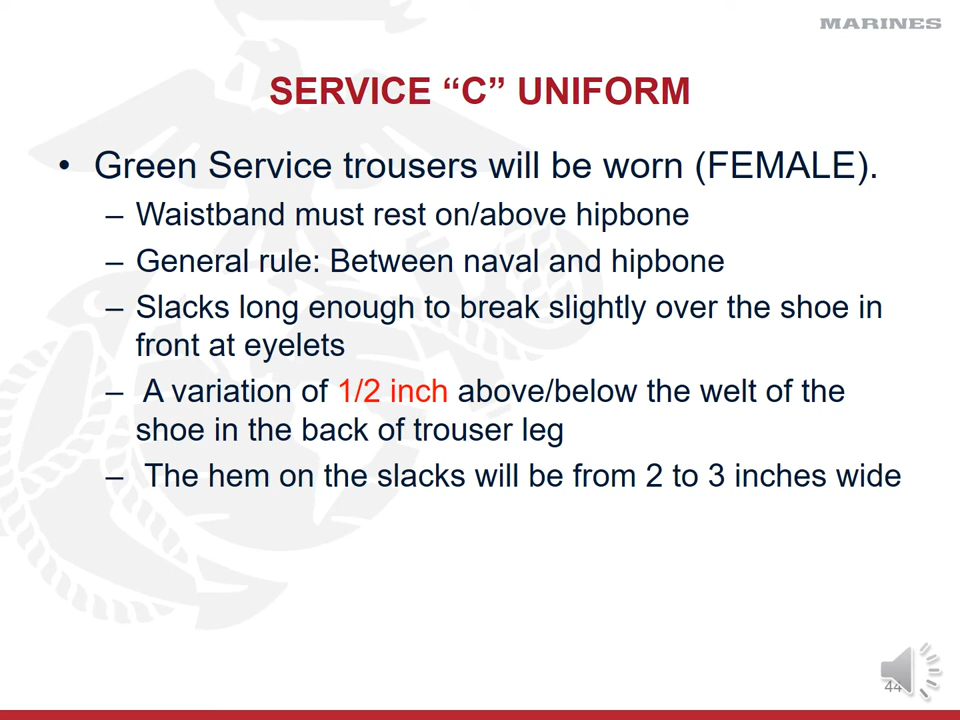 MARINES
SERVICE “C” UNIFORM
• Green Service trousers will be worn (FEMALE).
– Waistband must rest on/above hipbone
– General rule: Between naval and hipbone
– Slacks long enough to break slightly over the shoe in
front at eyelets
– A variation of 1/2 inch above/below the welt of the
shoe in the back of trouser leg
– The hem on the slacks will be from 2 to 3 inches wide
44